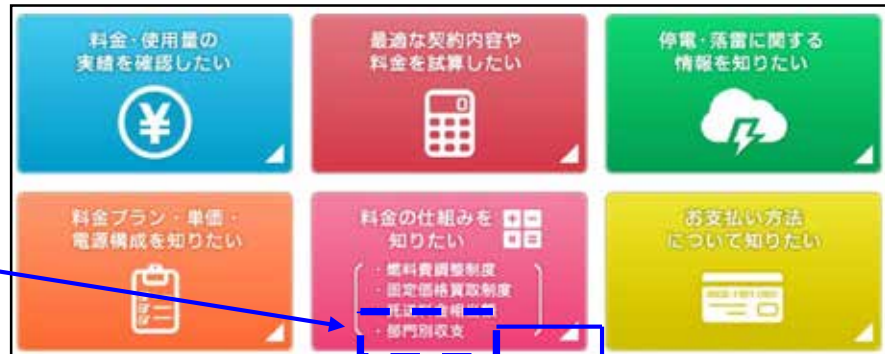 料金・使用量の
実績を確認したい
最適な契約内容や
料金を試算したい
停電・落雷に関する
情報を知りたい
料金プラン・単価・
電源構成を知りたい
料金の仕組みを
知りたい
・燃料費調整制度
・固定価格買取制度
・部門別収支
お支払い方法
について知りたい